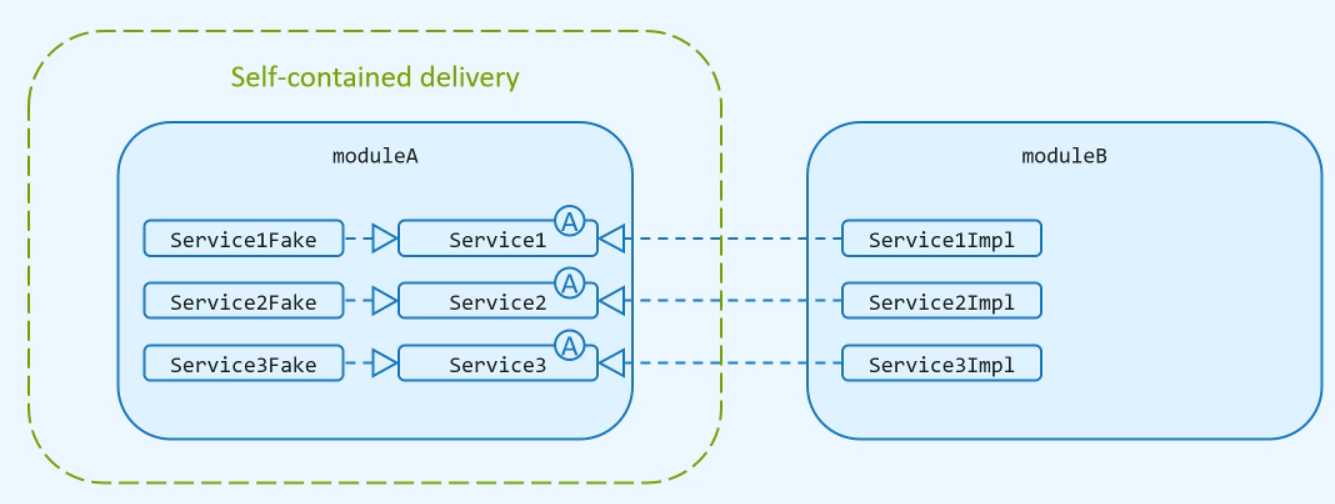 Self-contained delivery
moduleA
moduleB
A
Service1Fake
Service1
Service1Impl
A
Service2Fake
Service2
Service2Impl
A
Service3Fake
Service3
Service3Impl